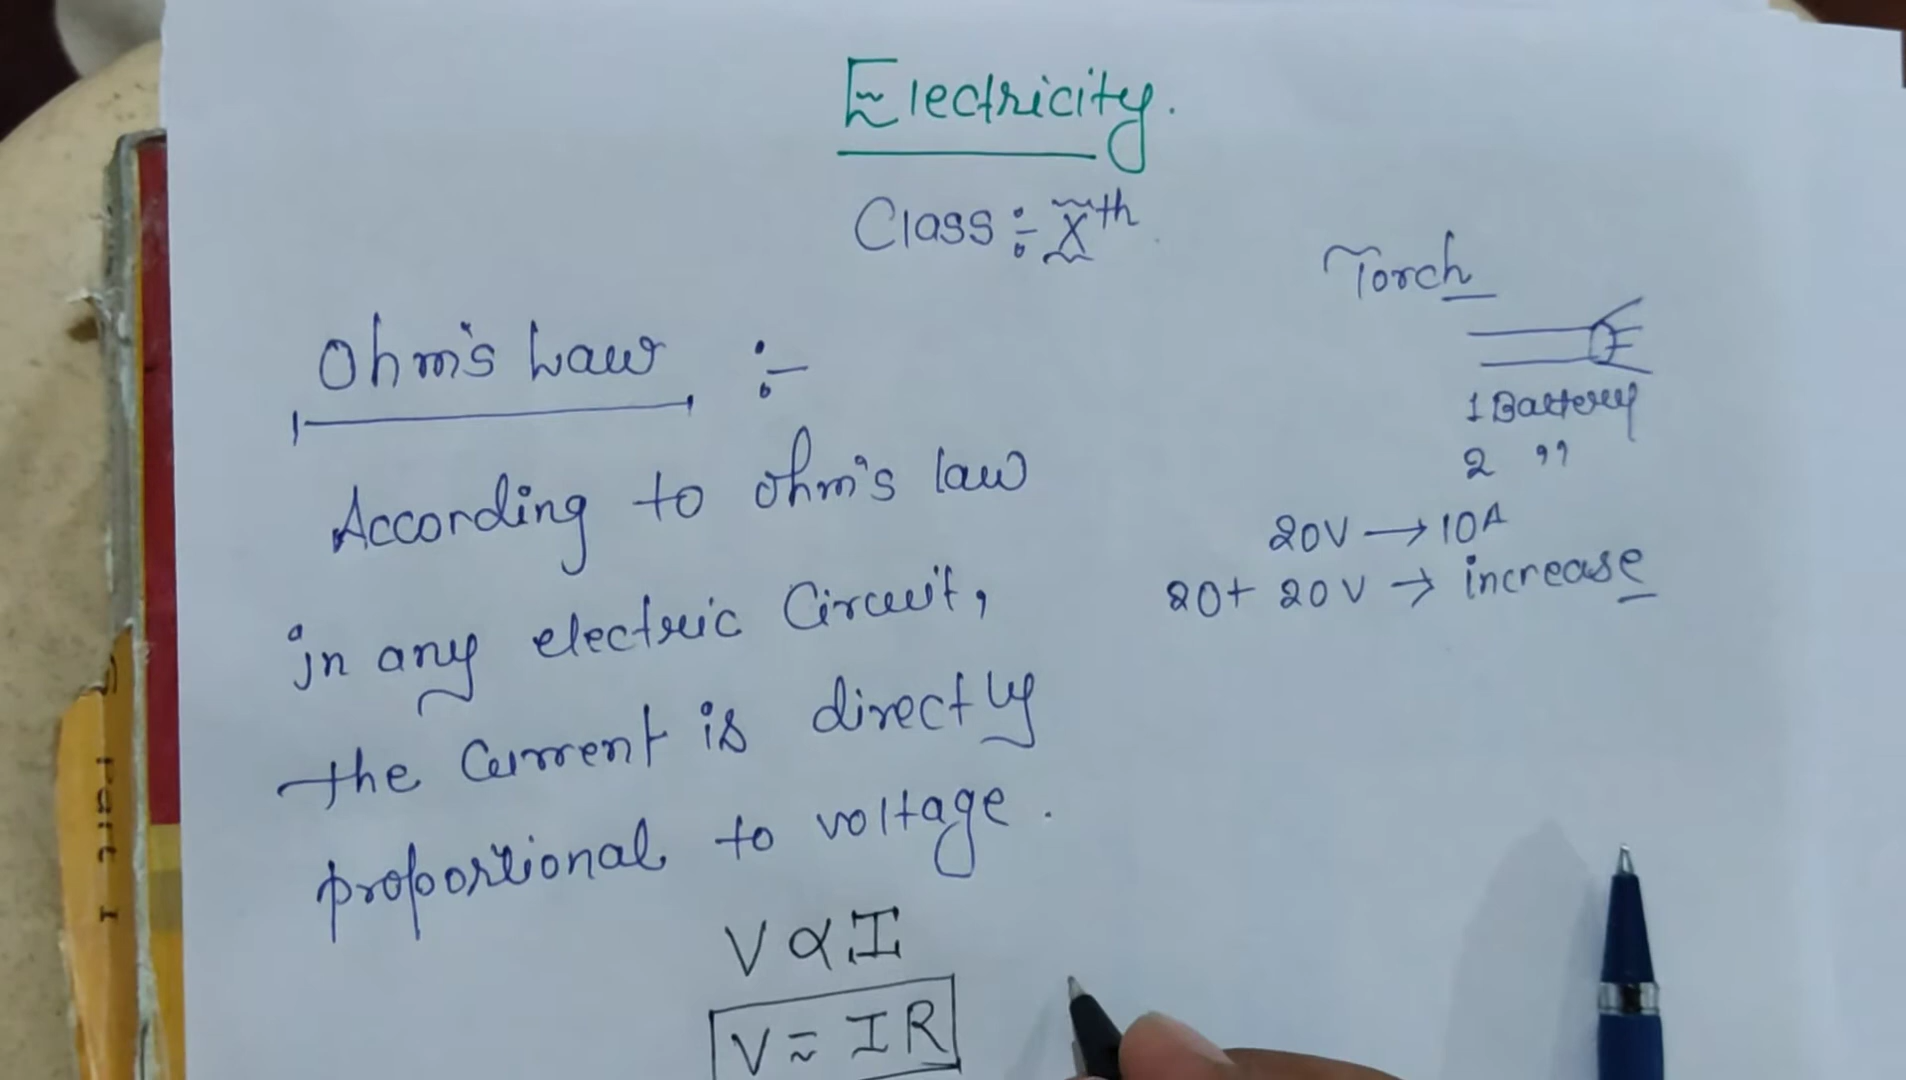 Electricity.
Class :- Xth
Ohm's Law :-
According to ohm's law
in any electric Circuit,
the Current is directly
proportional to voltage.
V ∝ I
V = IR
Torch
1 Battery
2 ,,
20V → 10A
20+ 20V → increase
Part I